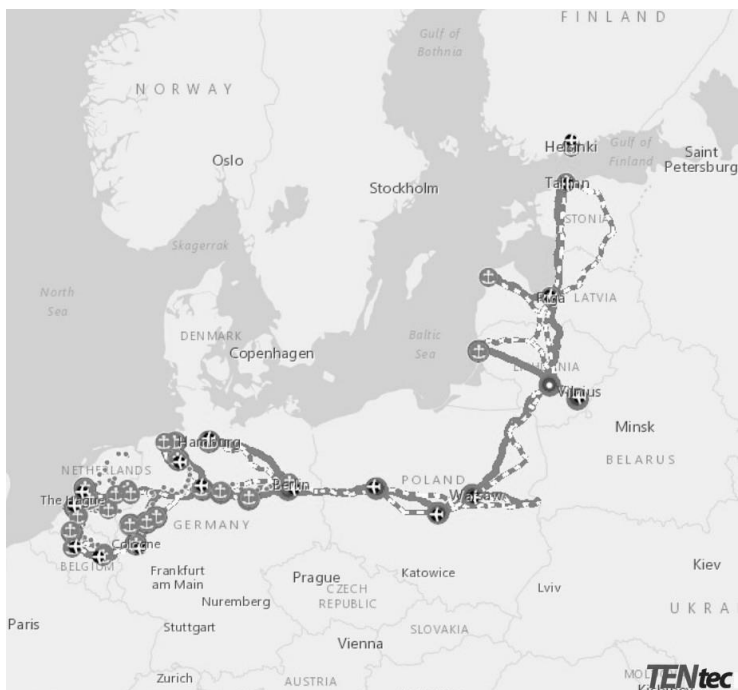 FINLAND
Gulf of
Bothnia
NORWAY
Helsinki
Gulf of
Finland
Saint
Petersburg
Oslo
Tallinn
Stockholm
STONIA
Skagerrak
North
Sea
Riga
LATVIA
DENMARK
Baltic
Sea
Copenhagen
Vilnius
Minsk
Hamburg
BELARUS
NETHERLANDS
POLAND
Berlin
The Hague
Warsaw
GERMANY
Cologne
BELGIUM
Frankfurt
am Main
Prague
Katowice
Kiev
CZECH
REPUBLIC
Lviv
Nuremberg
UKRA
Paris
Stuttgart
SLOVAKIA
Vienna
Zurich
AUSTRIA
TENtec